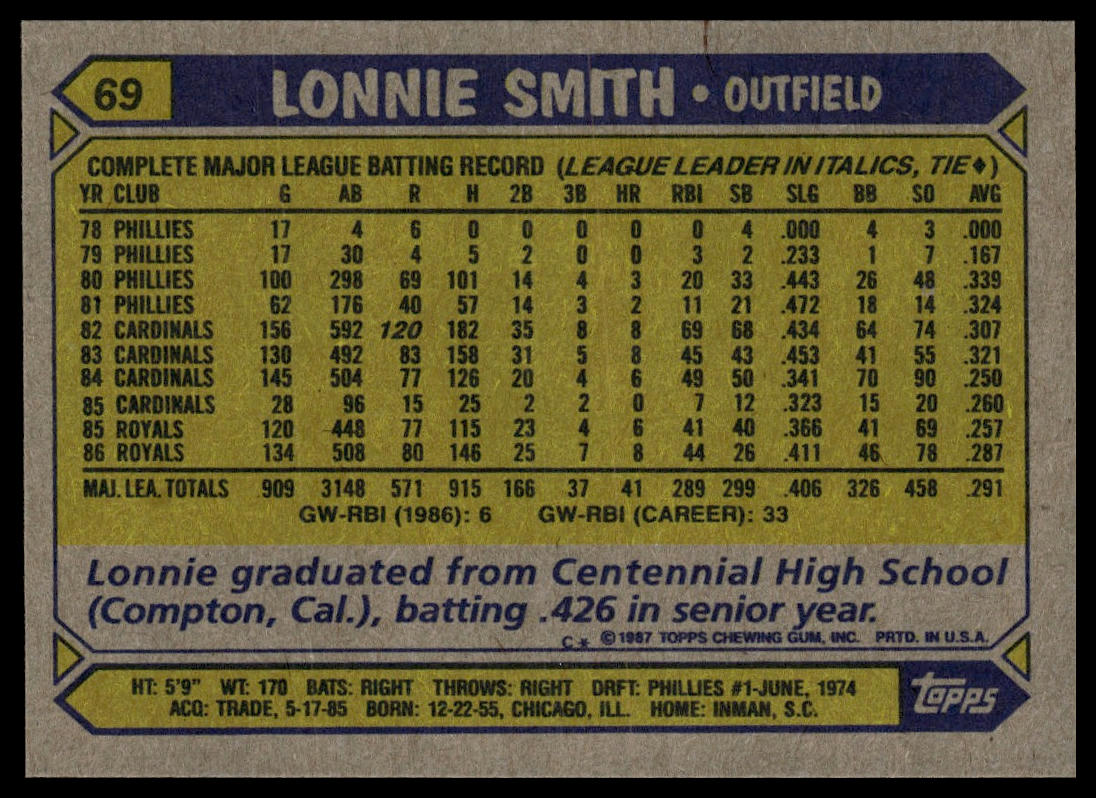 69 LONNIE SMITH • OUTFIELD
COMPLETE MAJOR LEAGUE BATTING RECORD (LEAGUE LEADER IN ITALICS, TIE♦)
YR CLUB G AB R H 2B 3B HR RBI SB SLG BB SO AVG
78 PHILLIES 17 4 6 0 0 0 0 0 4 .000 4 3 .000
79 PHILLIES 17 30 4 5 2 0 0 3 2 .233 1 7 .167
80 PHILLIES 100 298 69 101 14 4 3 20 33 .443 26 48 .339
81 PHILLIES 62 176 40 57 14 3 2 11 21 .472 18 14 .324
82 CARDINALS 156 592 120 182 35 8 8 69 68 .434 64 74 .307
83 CARDINALS 130 492 83 158 31 5 8 45 43 .453 41 55 .321
84 CARDINALS 145 504 77 126 20 4 6 49 50 .341 70 90 .250
85 CARDINALS 28 96 15 25 2 2 0 7 12 .323 15 20 .260
85 ROYALS 120 448 77 115 23 4 6 41 40 .366 41 69 .257
86 ROYALS 134 508 80 146 25 7 8 44 26 .411 46 78 .287
MAJ. LEA. TOTALS 909 3148 571 915 166 37 41 289 299 .406 326 458 .291
GW-RBI (1986): 6 GW-RBI (CAREER): 33
Lonnie graduated from Centennial High School
(Compton, Cal.), batting .426 in senior year.
C* ©1987 TOPPS CHEWING GUM, INC. PRTD. IN U.S.A.
HT: 5'9" WT: 170 BATS: RIGHT THROWS: RIGHT DRFT: PHILLIES #1-JUNE, 1974
ACQ: TRADE, 5-17-85 BORN: 12-22-55, CHICAGO, ILL. HOME: INMAN, S.C.
topps